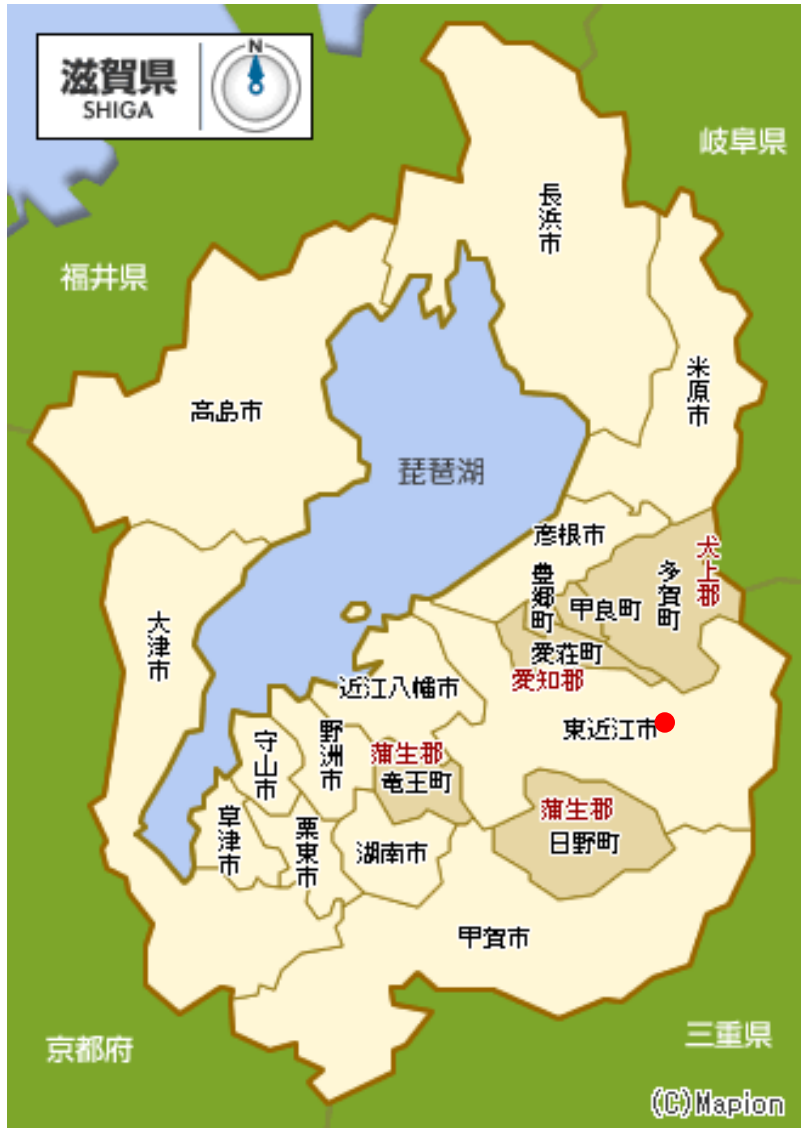 滋賀県
SHIGA
N
岐阜県
福井県
長浜市
米原市
高島市
琵琶湖
彦根市
犬上郡
多賀町
豊郷町
甲良町
大津市
愛荘町
愛知郡
近江八幡市
東近江市
守山市
野洲市
蒲生郡
竜王町
蒲生郡
日野町
草津市
栗東市
湖南市
甲賀市
京都府
三重県
(C)Mapion